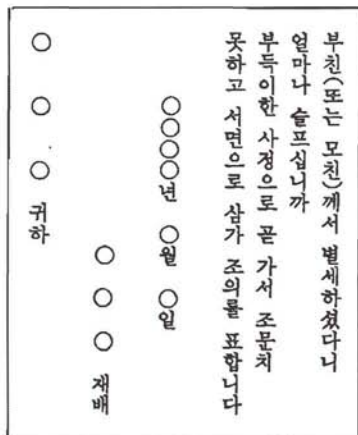 부친(또는 모친)께서 별세하셨다니
얼마나 슬프십니까
부득이한 사정으로 곧 가서 조문치
못하고 서면으로 삼가 조의를 표합니다
○○○○년 ○월 ○일
○ ○ ○ 재배
○ ○ ○ 귀하